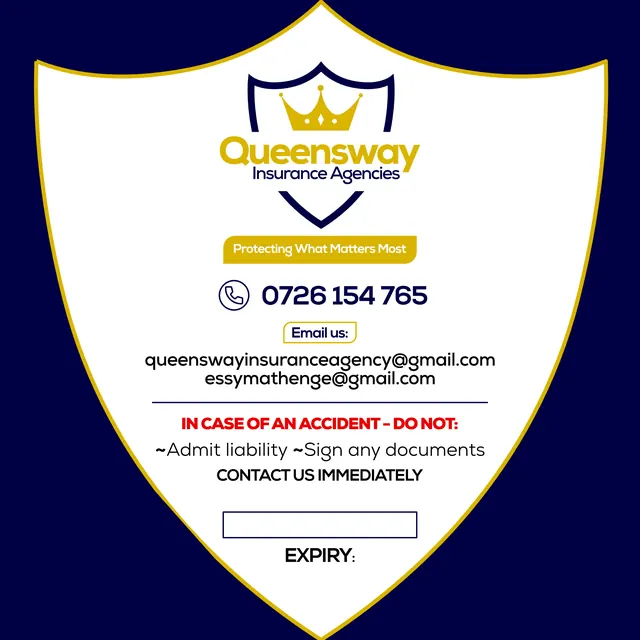 Queensway
Insurance Agencies
Protecting What Matters Most
0726 154 765
Email us:
queenswayinsuranceagency@gmail.com
essymathenge@gmail.com
IN CASE OF AN ACCIDENT - DO NOT:
~Admit liability ~Sign any documents
CONTACT US IMMEDIATELY
EXPIRY: